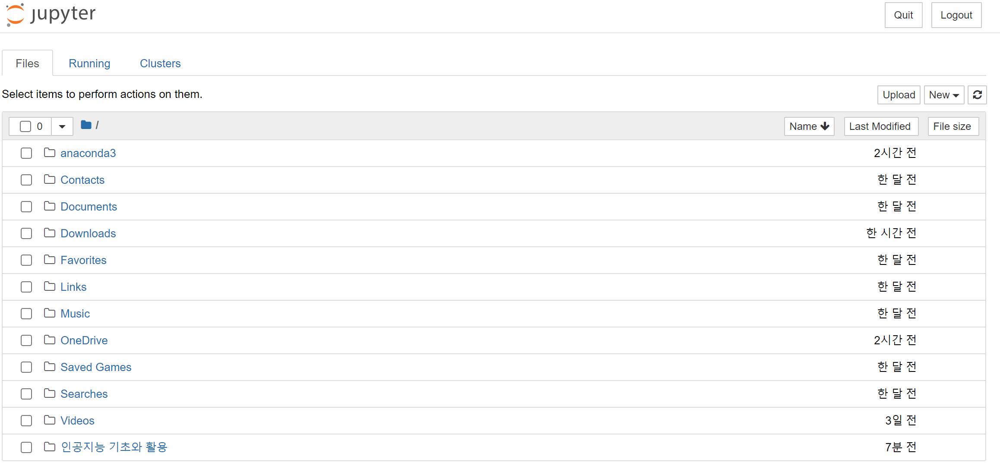 jupyter
Quit Logout
Files Running Clusters
Select items to perform actions on them.
Upload New
0 / Name Last Modified File size
anaconda3 2시간 전
Contacts 한 달 전
Documents 한 달 전
Downloads 한 시간 전
Favorites 한 달 전
Links 한 달 전
Music 한 달 전
OneDrive 2시간 전
Saved Games 한 달 전
Searches 한 달 전
Videos 3일 전
인공지능 기초와 활용 7분 전